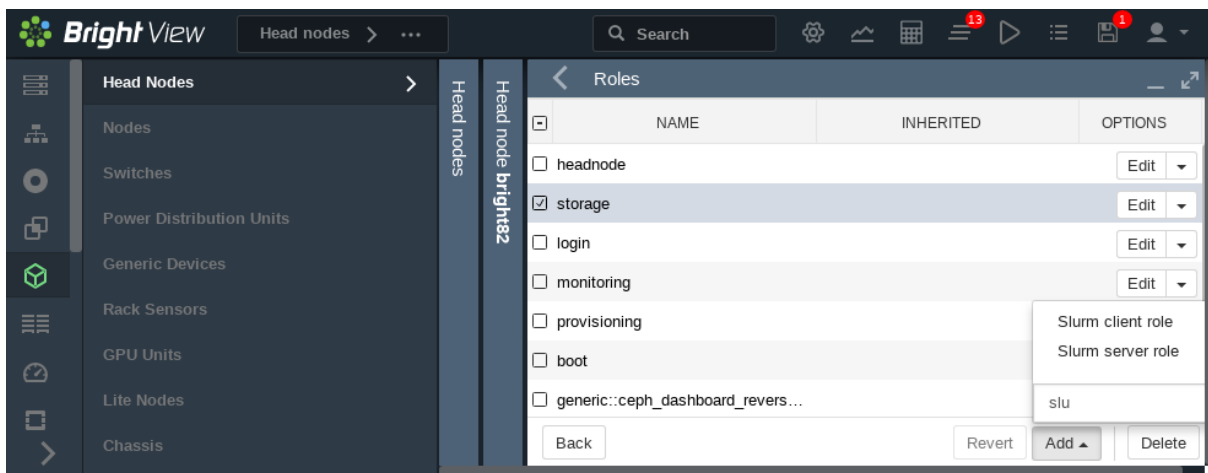 Bright View
Head nodes
...
Search
13
1
Head Nodes
Nodes
Switches
Power Distribution Units
Generic Devices
Rack Sensors
GPU Units
Lite Nodes
Chassis
Head nodes
Head node bright82
Roles
NAME INHERITED OPTIONS
headnode Edit
storage Edit
login Edit
monitoring Edit
provisioning
boot
generic::ceph_dashboard_revers...
Slurm client role
Slurm server role
slu
Back Revert Add Delete